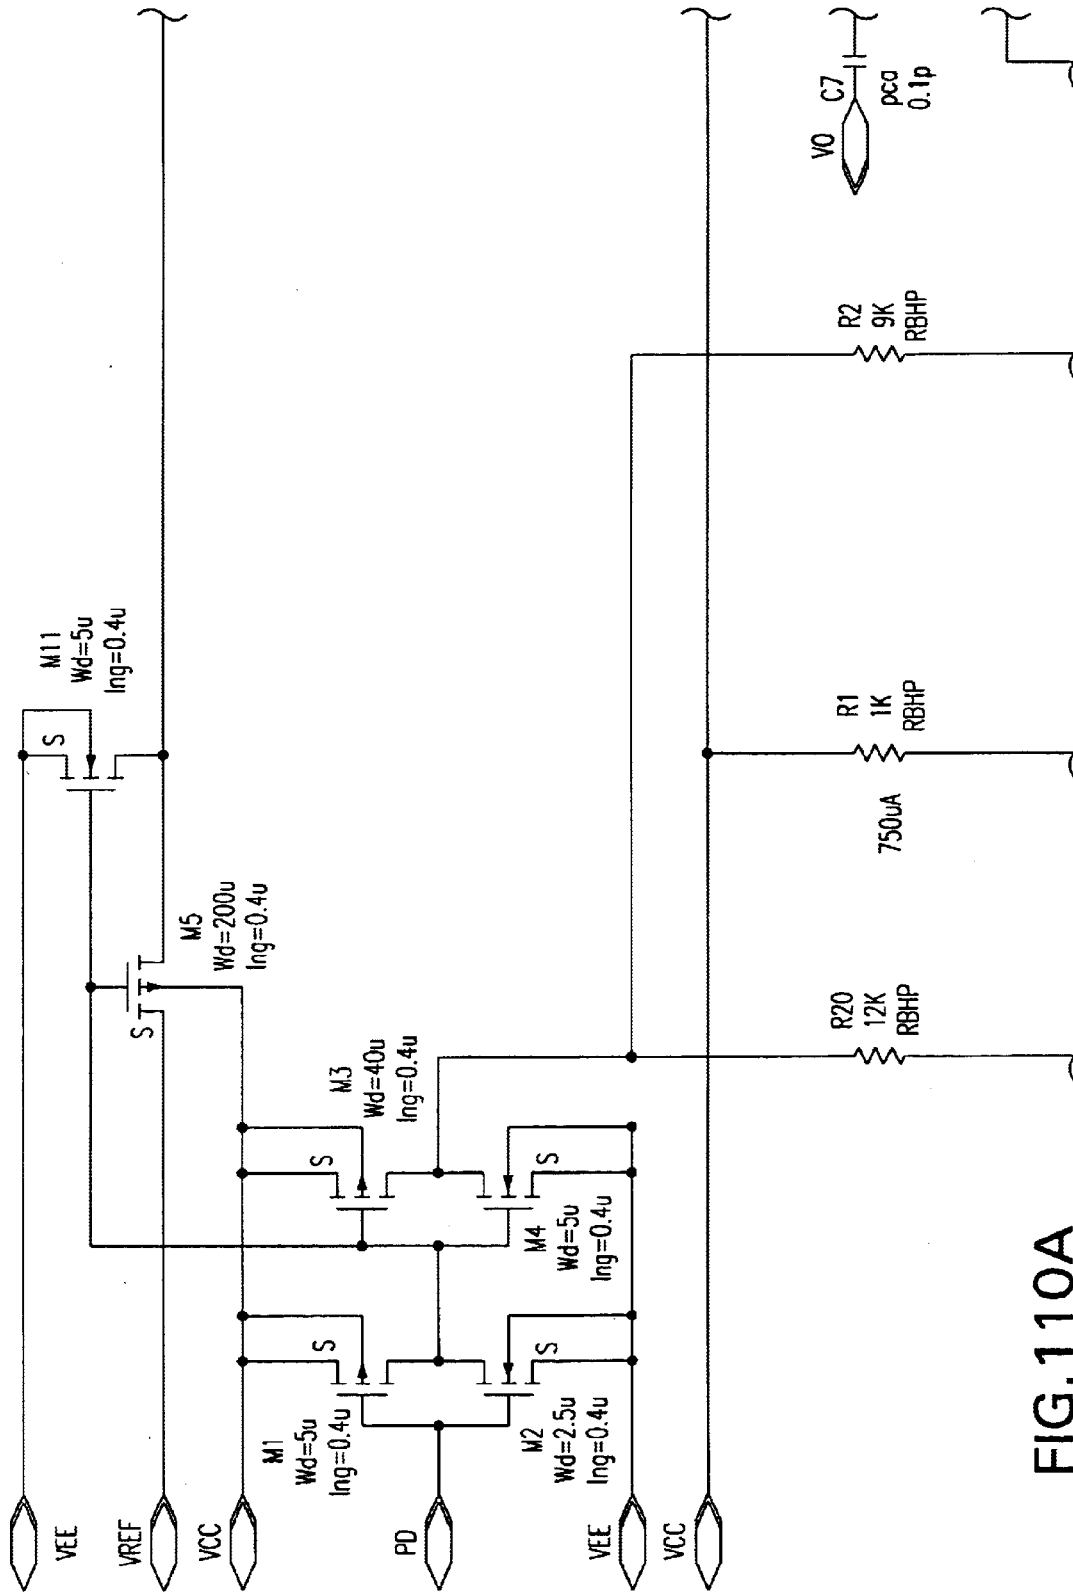 VEE
VREF
VCC
PD
VEE
VCC
M1
Wd=5u
lng=0.4u
S
M2
Wd=2.5u
lng=0.4u
S
M3
Wd=40u
lng=0.4u
S
M4
Wd=5u
lng=0.4u
S
M5
Wd=200u
lng=0.4u
S
M11
Wd=5u
lng=0.4u
S
R20
12K
RBHP
750uA
R1
1K
RBHP
R2
9K
RBHP
VO
C7
pca
0.1p
FIG.110A